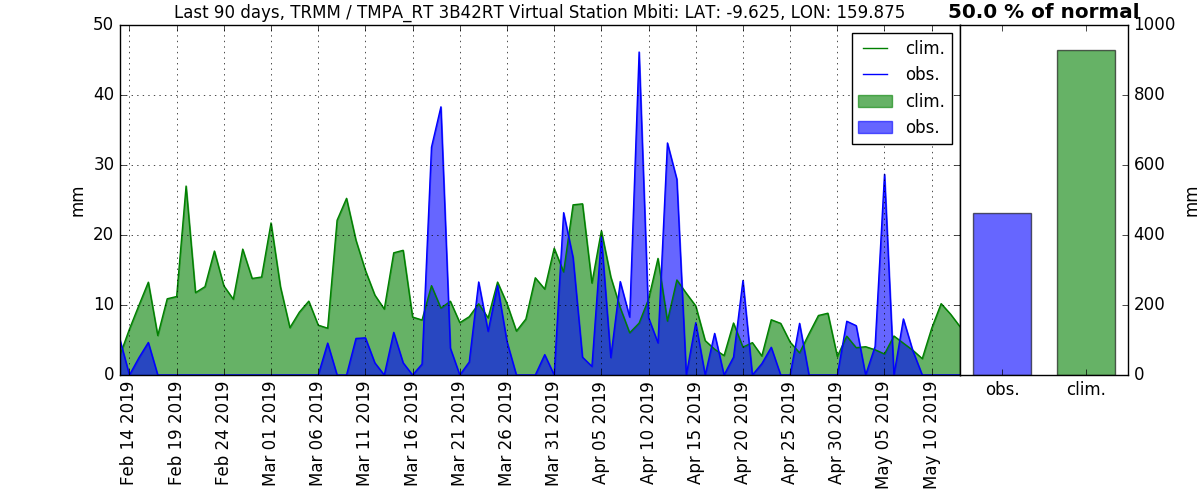 Last 90 days, TRMM / TMPA_RT 3B42RT Virtual Station Mbiti: LAT: -9.625, LON: 159.875
50.0 % of normal
50
40
30
20
10
0
mm
clim.
obs.
clim.
obs.
1000
800
600
400
200
0
mm
obs.
clim.
Feb 14 2019
Feb 19 2019
Feb 24 2019
Mar 01 2019
Mar 06 2019
Mar 11 2019
Mar 16 2019
Mar 21 2019
Mar 26 2019
Mar 31 2019
Apr 05 2019
Apr 10 2019
Apr 15 2019
Apr 20 2019
Apr 25 2019
Apr 30 2019
May 05 2019
May 10 2019